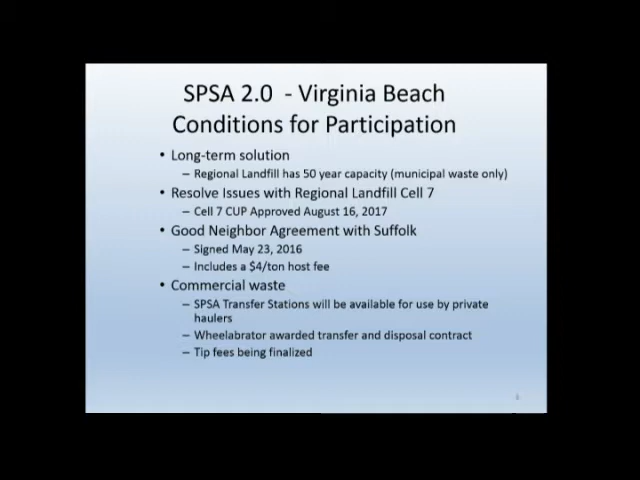 SPSA 2.0 - Virginia Beach
Conditions for Participation
• Long-term solution
– Regional Landfill has 50 year capacity (municipal waste only)
• Resolve Issues with Regional Landfill Cell 7
– Cell 7 CUP Approved August 16, 2017
• Good Neighbor Agreement with Suffolk
– Signed May 23, 2016
– Includes a $4/ton host fee
• Commercial waste
– SPSA Transfer Stations will be available for use by private
haulers
– Wheelabrator awarded transfer and disposal contract
– Tip fees being finalized